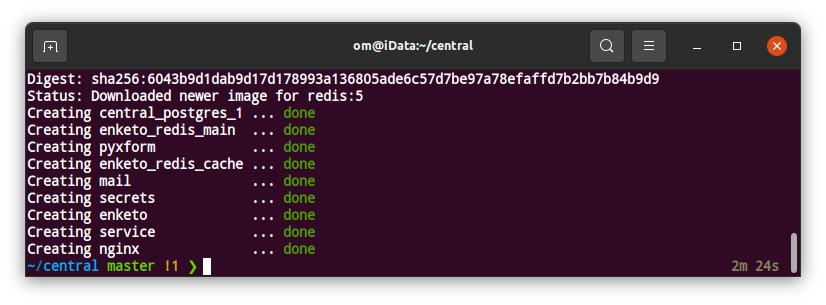 om@iData:~/central
Digest: sha256:6043b9d1dab9d17d178993a136805ade6c57d7be97a78efaffd7b2bb7b84b9d9
Status: Downloaded newer image for redis:5
Creating central_postgres_1 ... done
Creating enketo_redis_main ... done
Creating pyxform ... done
Creating enketo_redis_cache ... done
Creating mail ... done
Creating secrets ... done
Creating enketo ... done
Creating service ... done
Creating nginx ... done
~/central master !1 ❯ 2m 24s